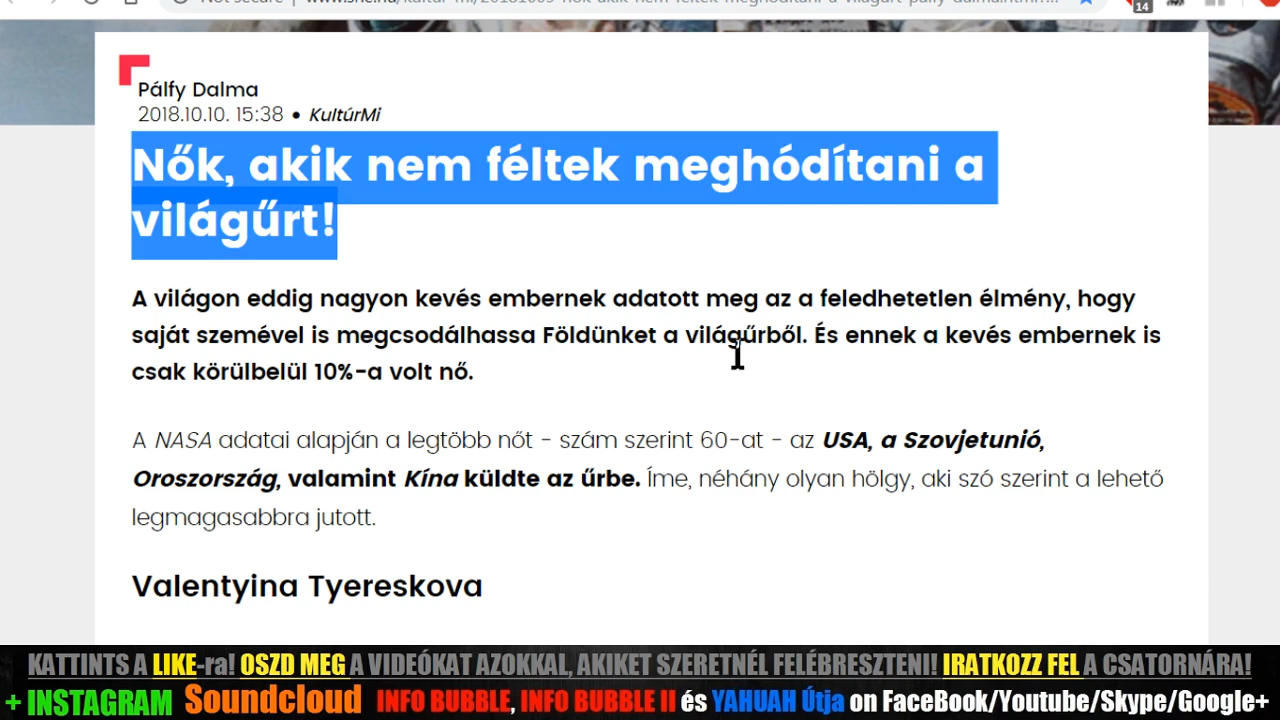 14
Pálfy Dalma
2018.10.10. 15:38 • KultúrMi
Nők, akik nem féltek meghódítani a
világűrt!
A világon eddig nagyon kevés embernek adatott meg az a feledhetetlen élmény, hogy
saját szemével is megcsodálhassa Földünket a világűrből. És ennek a kevés embernek is
csak körülbelül 10%-a volt nő.
A NASA adatai alapján a legtöbb nőt - szám szerint 60-at - az USA, a Szovjetunió,
Oroszország, valamint Kína küldte az űrbe. Íme, néhány olyan hölgy, aki szó szerint a lehető
legmagasabbra jutott.
Valentyina Tyereskova
KATTINTS A LIKE-ra! OSZD MEG A VIDEÓKAT AZOKKAL, AKIKET SZERETNÉL FELÉBRESZTENI! IRATKOZZ FEL A CSATORNÁRA!
+ INSTAGRAM Soundcloud INFO BUBBLE, INFO BUBBLE II és YAHUAH Útja on FaceBook/Youtube/Skype/Google+